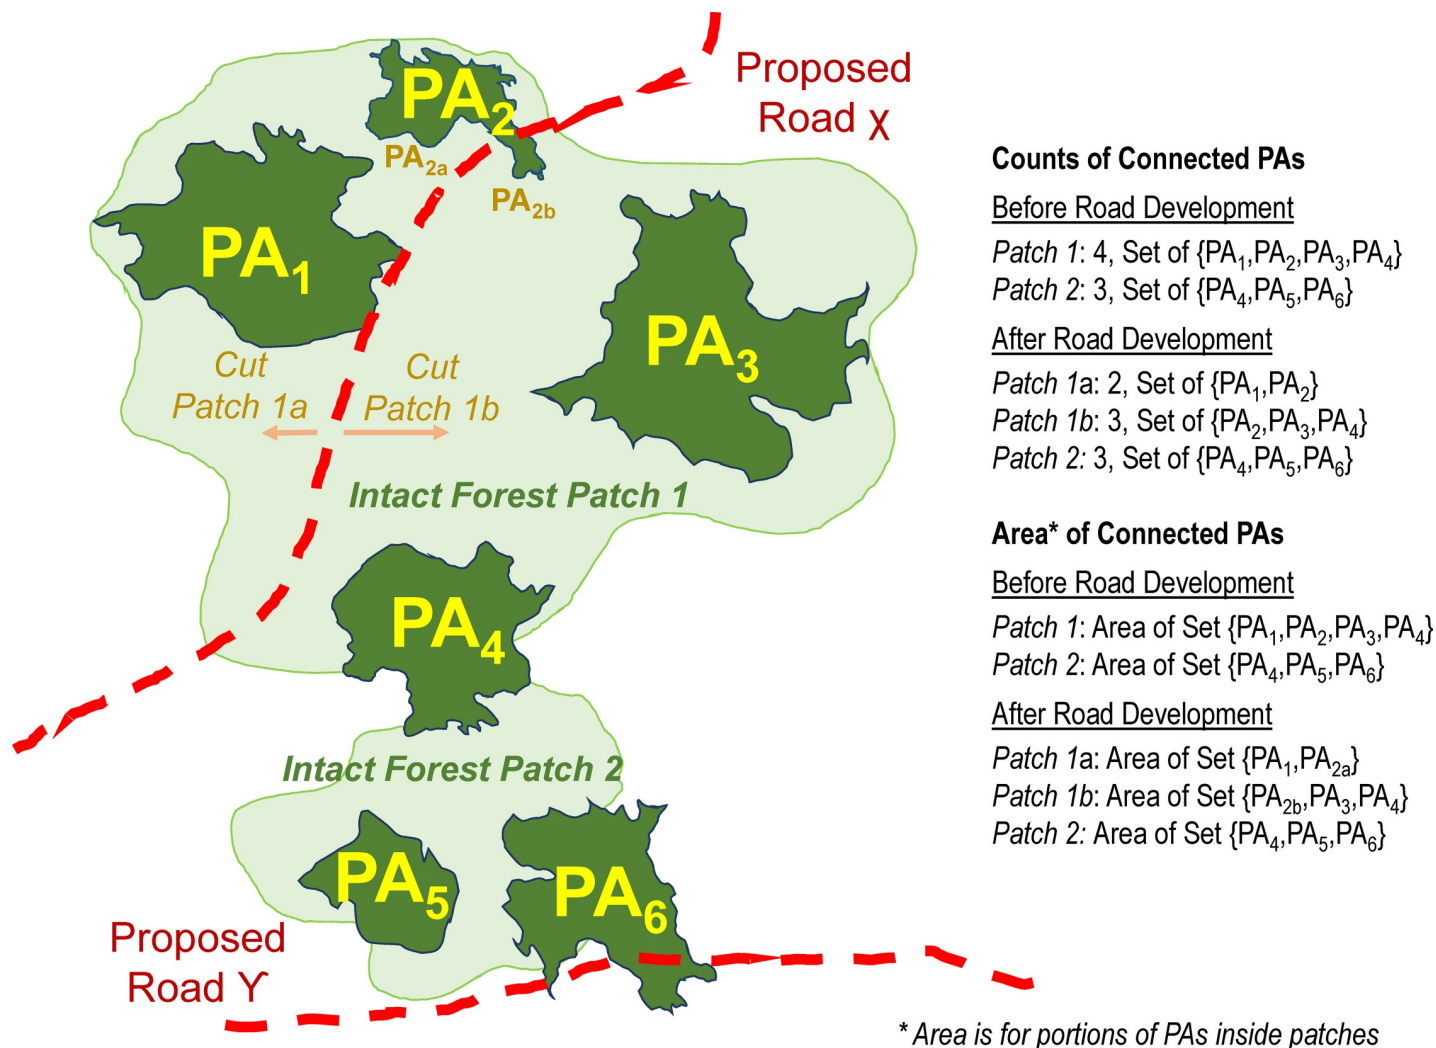 Proposed
Road χ
PA₂
PA₂ₐ
PA₂b
PA₁
PA₃
Cut
Patch 1a
Cut
Patch 1b
Intact Forest Patch 1
PA₄
Intact Forest Patch 2
PA₅
PA₆
Proposed
Road ϒ
Counts of Connected PAs
Before Road Development
Patch 1: 4, Set of {PA₁,PA₂,PA₃,PA₄}
Patch 2: 3, Set of {PA₄,PA₅,PA₆}
After Road Development
Patch 1a: 2, Set of {PA₁,PA₂}
Patch 1b: 3, Set of {PA₂,PA₃,PA₄}
Patch 2: 3, Set of {PA₄,PA₅,PA₆}
Area* of Connected PAs
Before Road Development
Patch 1: Area of Set {PA₁,PA₂,PA₃,PA₄}
Patch 2: Area of Set {PA₄,PA₅,PA₆}
After Road Development
Patch 1a: Area of Set {PA₁,PA₂ₐ}
Patch 1b: Area of Set {PA₂b,PA₃,PA₄}
Patch 2: Area of Set {PA₄,PA₅,PA₆}
* Area is for portions of PAs inside patches